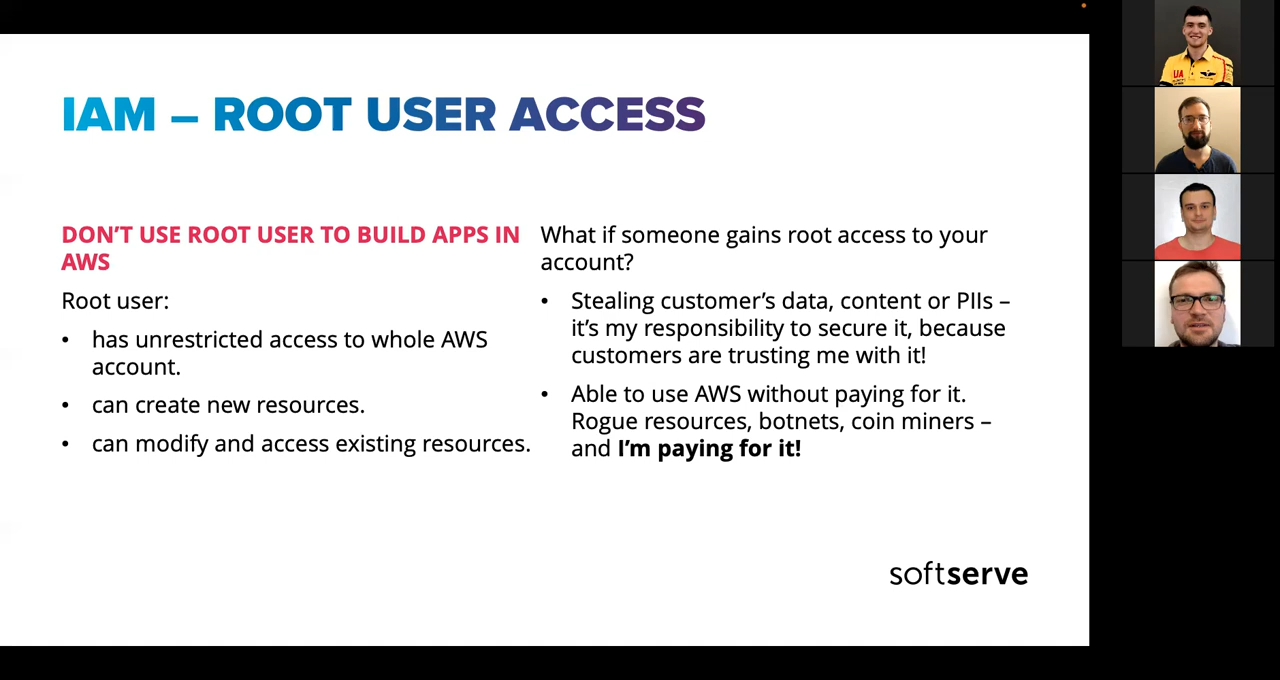 IAM – ROOT USER ACCESS
DON’T USE ROOT USER TO BUILD APPS IN
AWS
Root user:
• has unrestricted access to whole AWS
account.
• can create new resources.
• can modify and access existing resources.
What if someone gains root access to your
account?
• Stealing customer’s data, content or PIIs –
it’s my responsibility to secure it, because
customers are trusting me with it!
• Able to use AWS without paying for it.
Rogue resources, botnets, coin miners –
and I’m paying for it!
softserve
UA